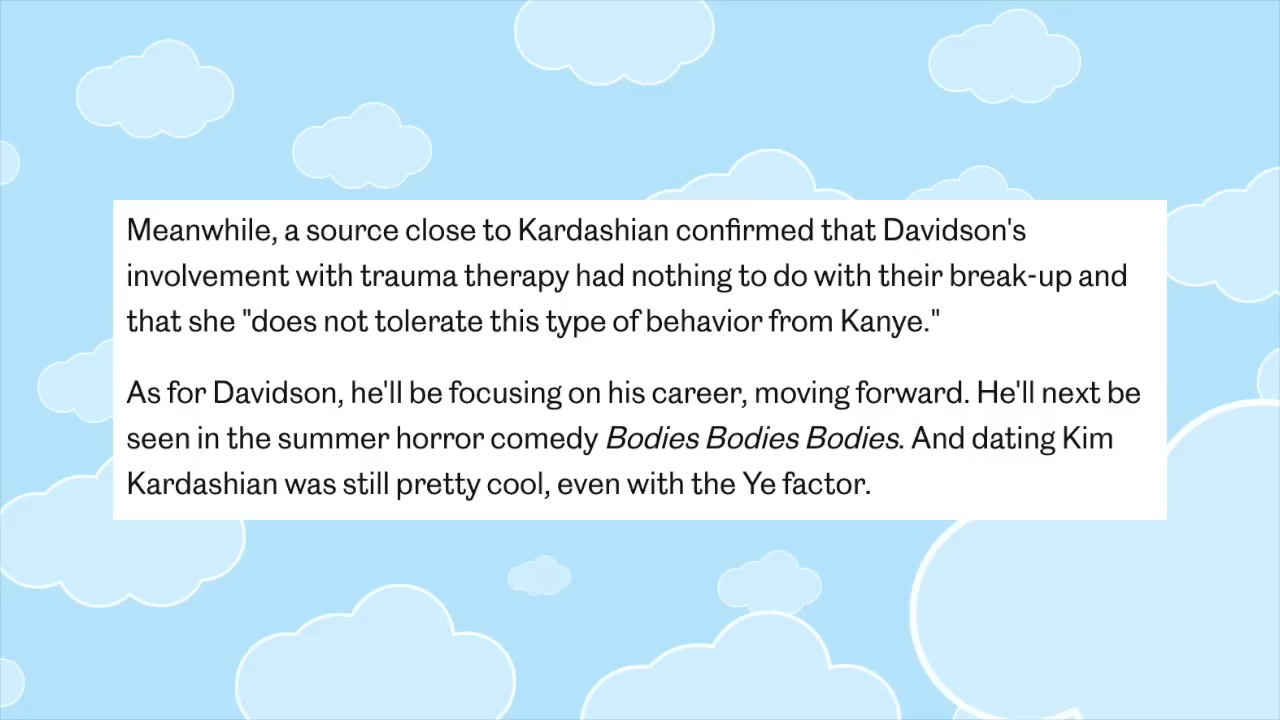 Meanwhile, a source close to Kardashian confirmed that Davidson's
involvement with trauma therapy had nothing to do with their break-up and
that she "does not tolerate this type of behavior from Kanye."
As for Davidson, he'll be focusing on his career, moving forward. He'll next be
seen in the summer horror comedy Bodies Bodies Bodies. And dating Kim
Kardashian was still pretty cool, even with the Ye factor.